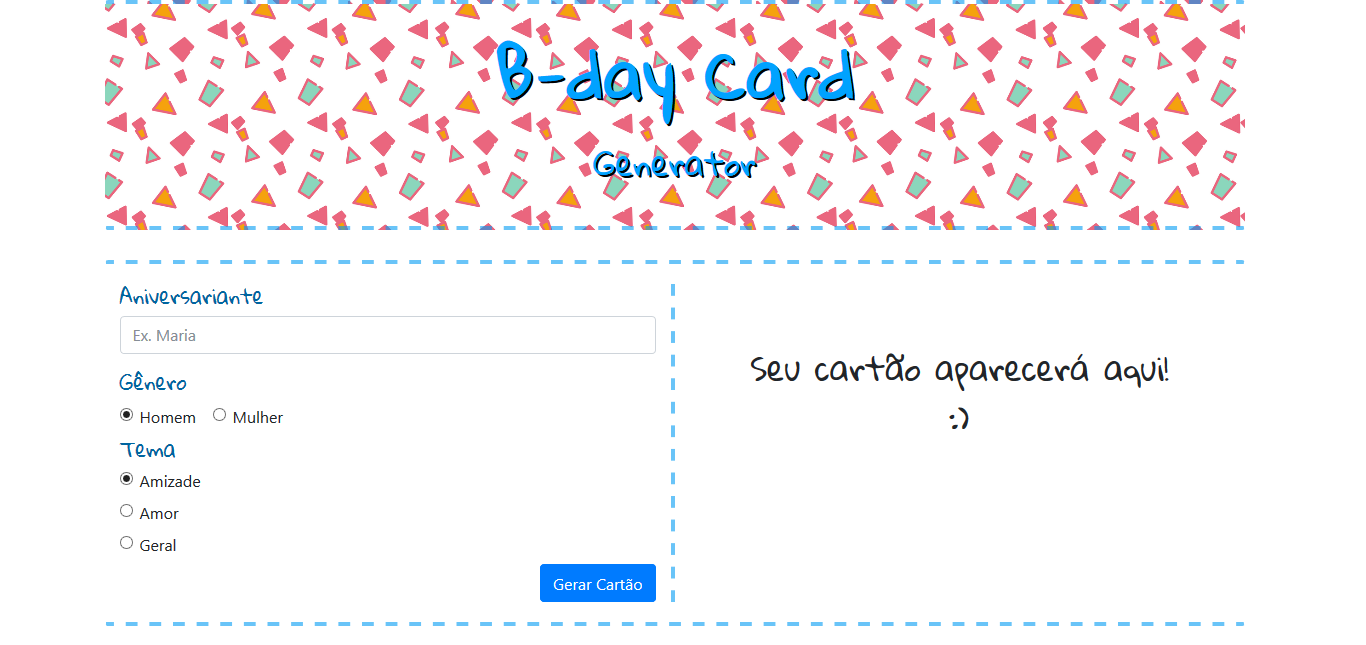 B-day Card
Generator
Aniversariante
Ex. Maria
Gênero
Homem Mulher
Tema
Amizade
Amor
Geral
Gerar Cartão
Seu cartão aparecerá aqui!
:)